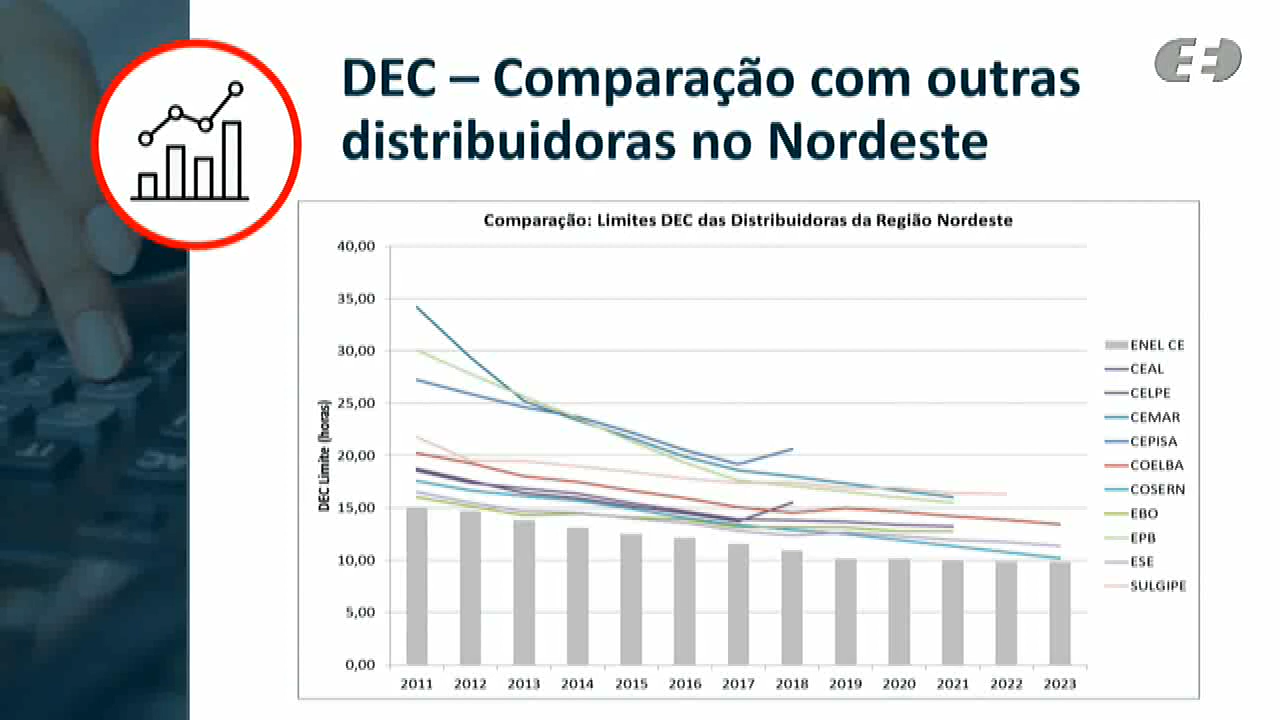 DEC – Comparação com outras
distribuidoras no Nordeste
Comparação: Limites DEC das Distribuidoras da Região Nordeste
DEC Limite (horas)
40,00
35,00
30,00
25,00
20,00
15,00
10,00
5,00
0,00
2011 2012 2013 2014 2015 2016 2017 2018 2019 2020 2021 2022 2023
ENEL CE
CEAL
CELPE
CEMAR
CEPISA
COELBA
COSERN
EBO
EPB
ESE
SULGIPE